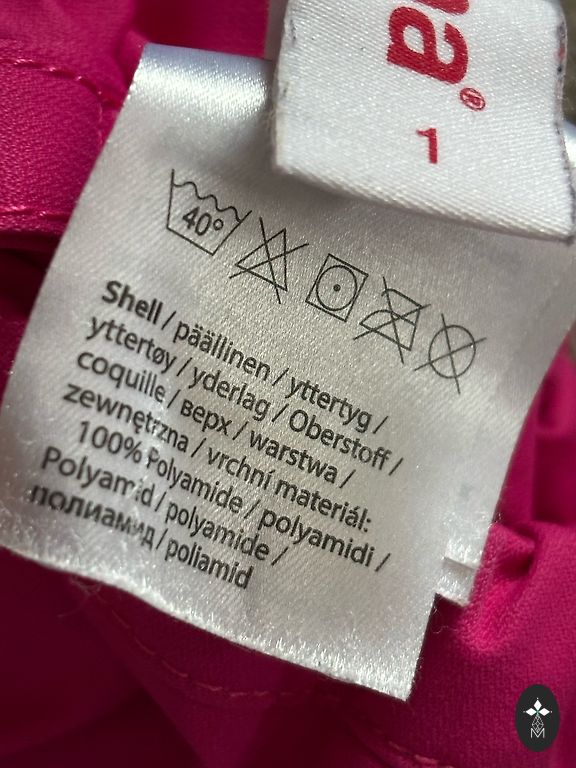 na®
1
40°
Shell / päällinen / yttertyg /
yttertøy / yderlag / Oberstoff /
coquille / верх / warstwa /
zewnętrzna / vrchní materiál:
100% Polyamide / polyamidi /
Polyamid / polyamide /
полиамид / poliamid
M